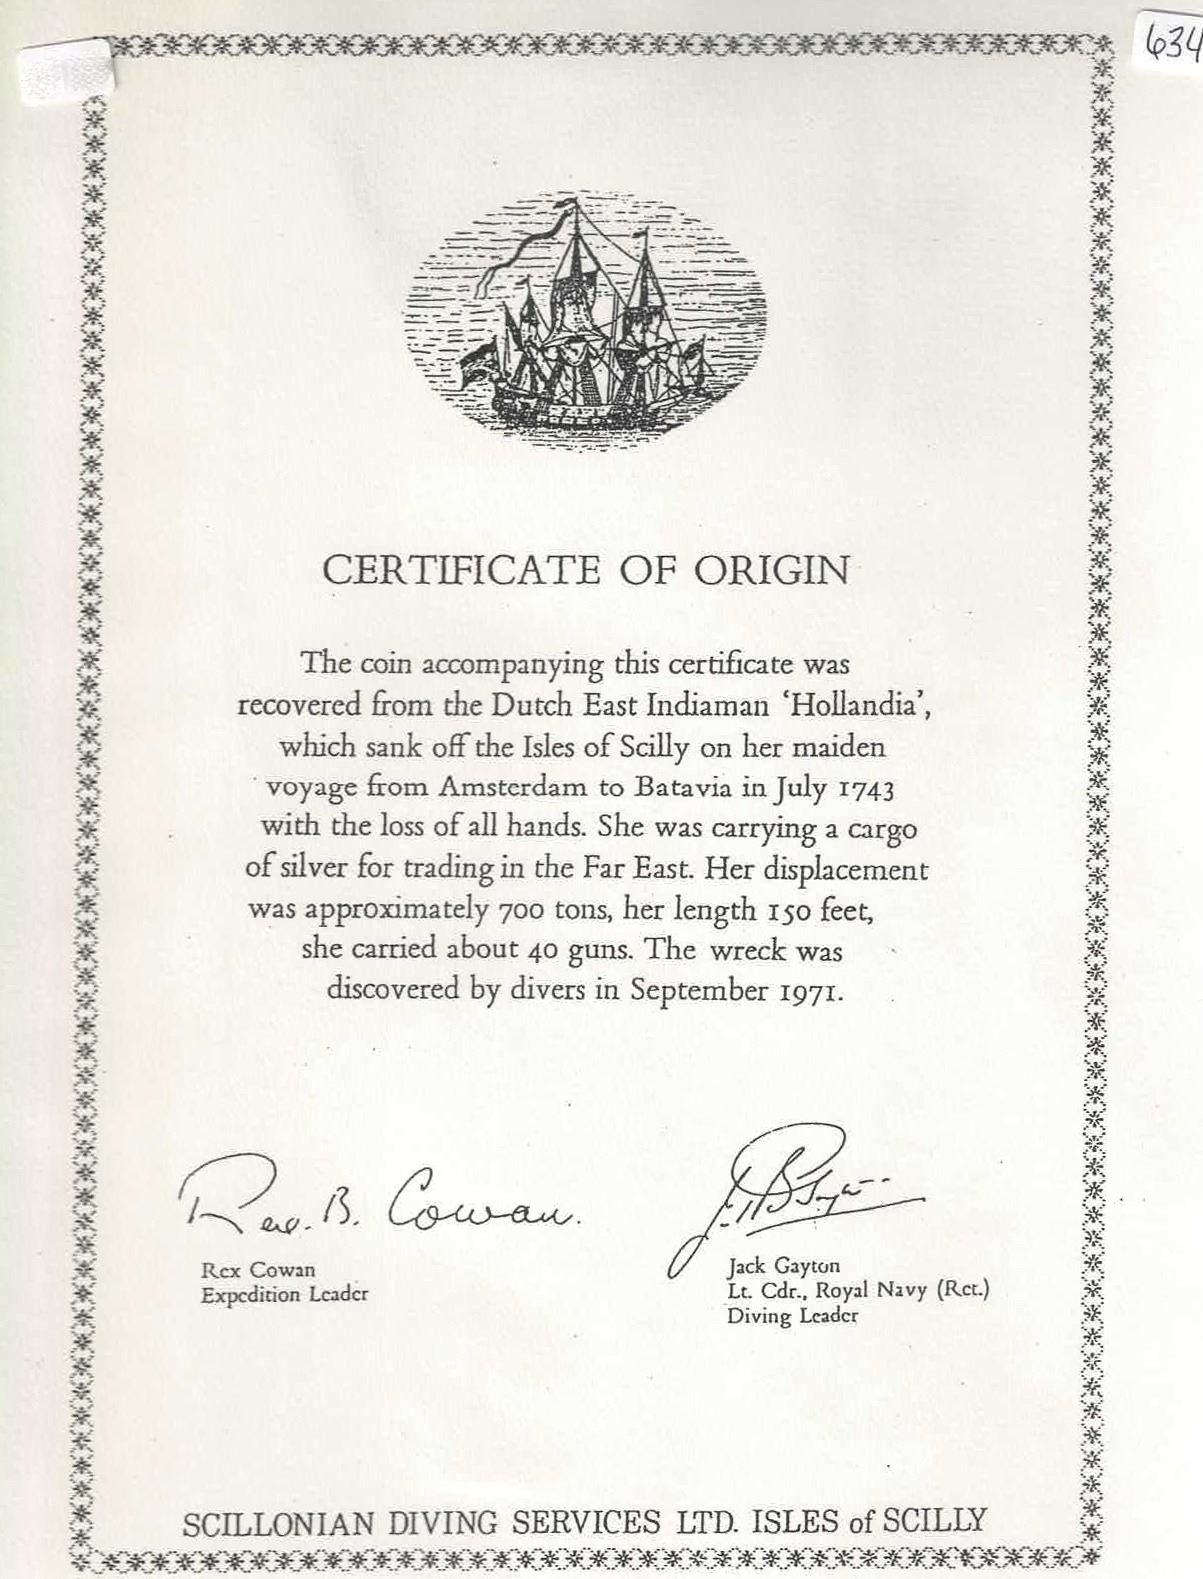 634
CERTIFICATE OF ORIGIN
The coin accompanying this certificate was
recovered from the Dutch East Indiaman ‘Hollandia’,
which sank off the Isles of Scilly on her maiden
voyage from Amsterdam to Batavia in July 1743
with the loss of all hands. She was carrying a cargo
of silver for trading in the Far East. Her displacement
was approximately 700 tons, her length 150 feet,
she carried about 40 guns. The wreck was
discovered by divers in September 1971.
Rex. B. Cowan.
Rex Cowan
Expedition Leader
Jack Gayton
Lt. Cdr., Royal Navy (Ret.)
Diving Leader
SCILLONIAN DIVING SERVICES LTD. ISLES of SCILLY